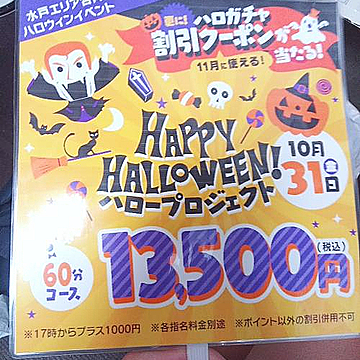 水戸エリア合同
ハロウィンイベント
更に!
ハロガチャ
割引クーポンが
11月に使える!
当たる!
HAPPY
HALLOWEEN!
ハロープロジェクト
10月
31日
金
60分
コース
13,500円
(税込)
※17時からプラス1000円 ※各指名料金別途 ※ポイント以外の割引併用不可